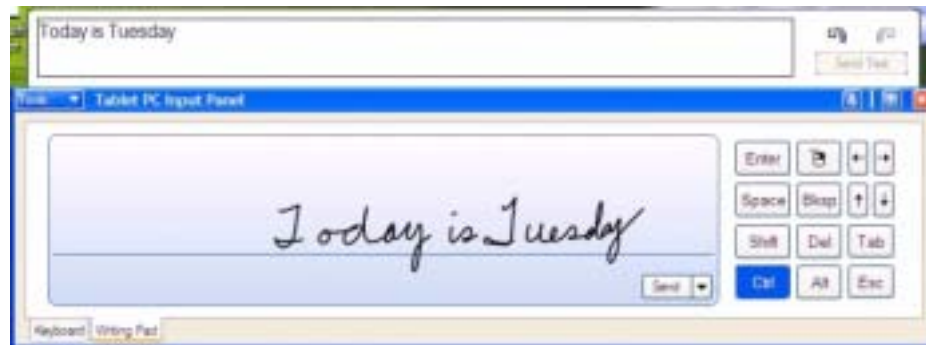 Today is Tuesday
Send Text
Tools Tablet PC Input Panel
Enter
Today is Tuesday
Space Bksp
Shift Del Tab
Send
Ctrl Alt Esc
Keyboard Writing Pad